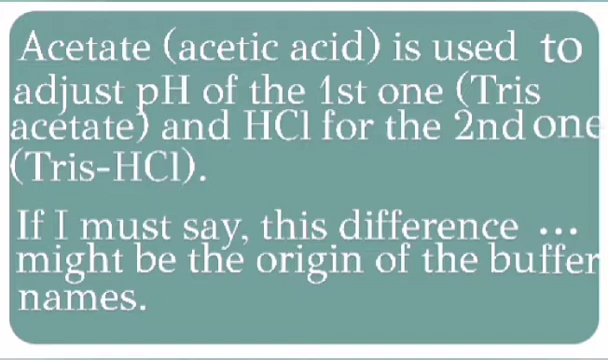 Acetate (acetic acid) is used to
adjust pH of the 1st one (Tris
acetate) and HCl for the 2nd one
(Tris-HCl).
If I must say, this difference ...
might be the origin of the buffer
names.